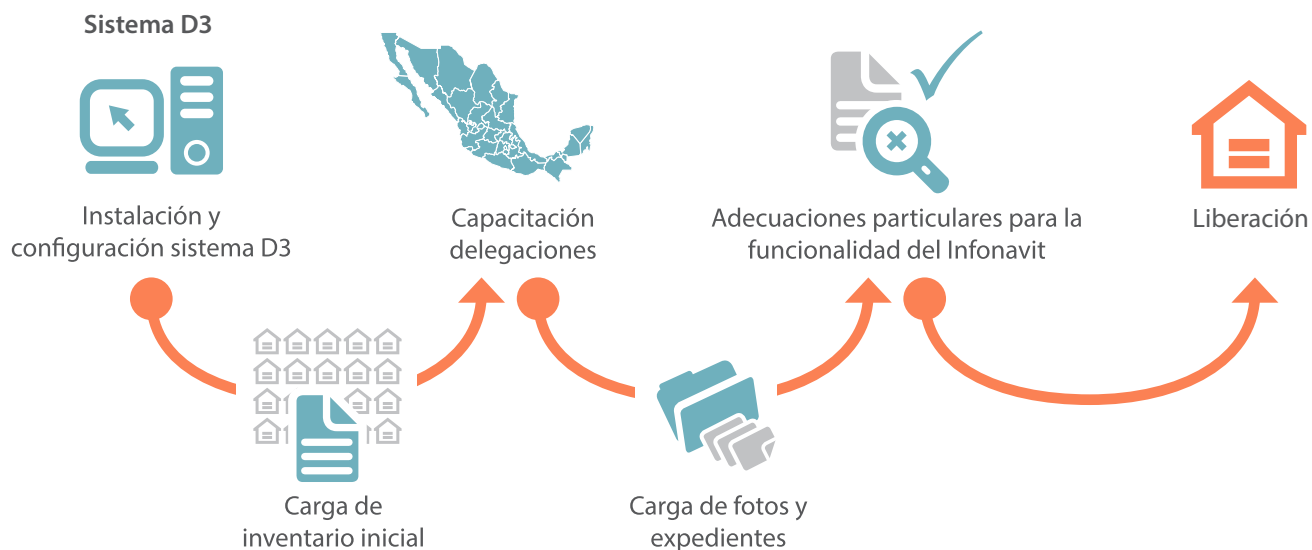 Sistema D3
Instalación y
configuración sistema D3
Carga de
inventario inicial
Capacitación
delegaciones
Carga de fotos y
expedientes
Adecuaciones particulares para la
funcionalidad del Infonavit
Liberación